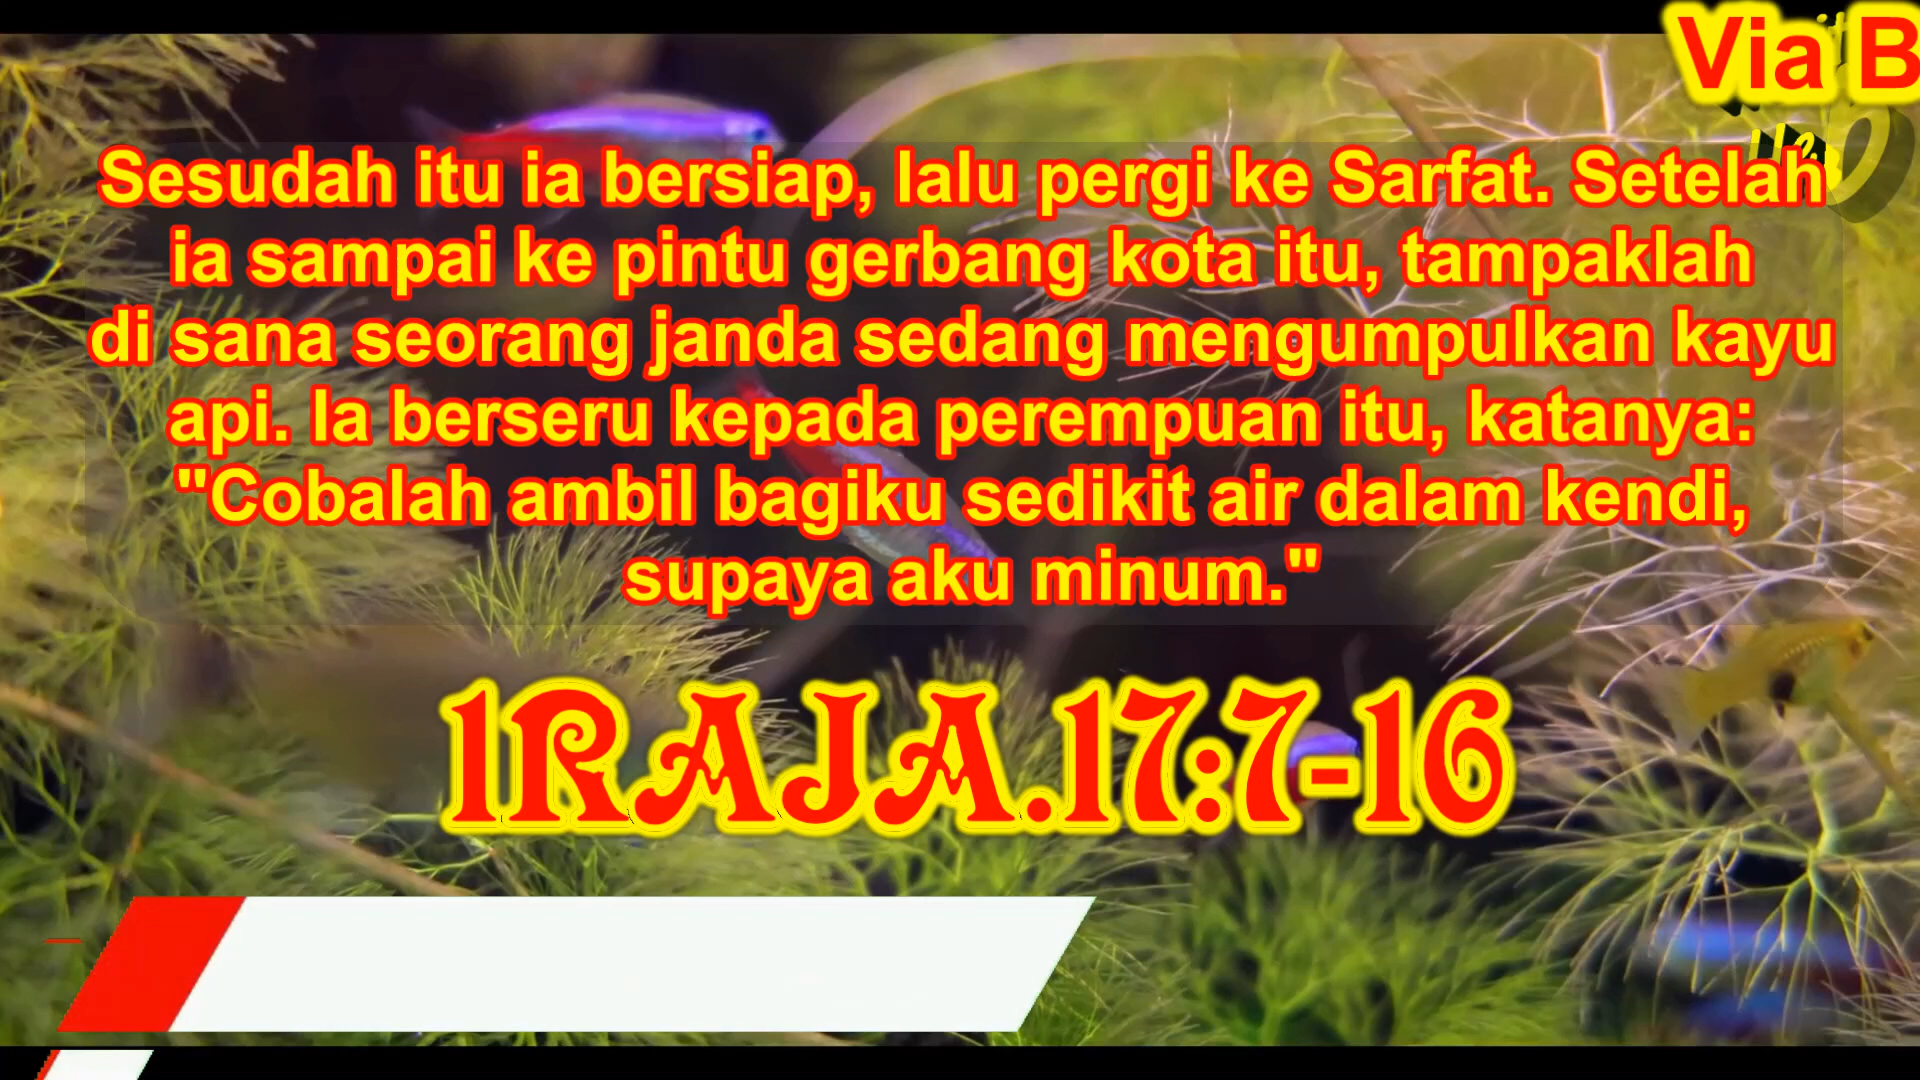 Via B
Sesudah itu ia bersiap, lalu pergi ke Sarfat. Setelah
ia sampai ke pintu gerbang kota itu, tampaklah
di sana seorang janda sedang mengumpulkan kayu
api. Ia berseru kepada perempuan itu, katanya:
"Cobalah ambil bagiku sedikit air dalam kendi,
supaya aku minum."
1RAJA.17:7-16